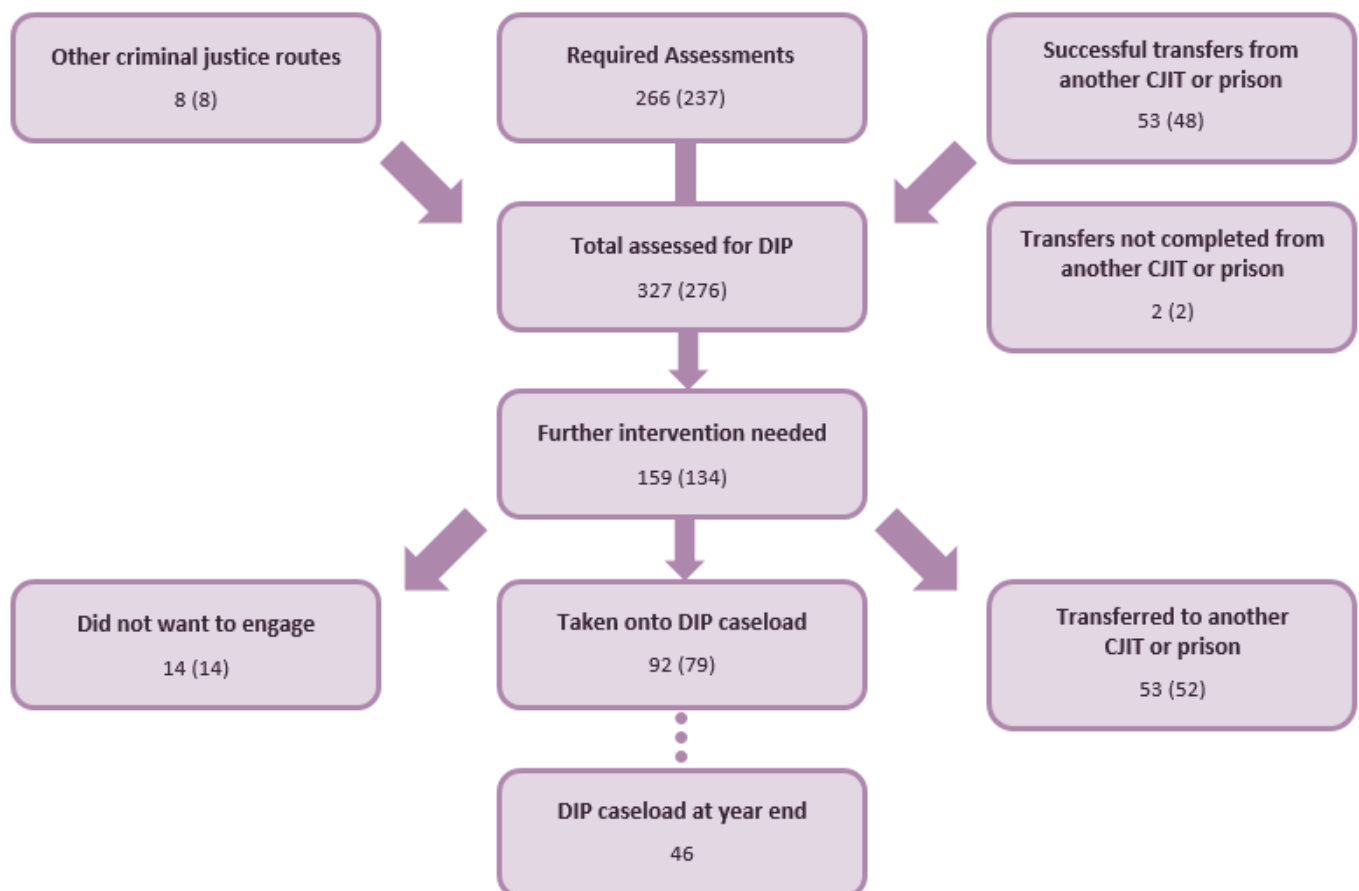 Other criminal justice routes
8 (8)
Required Assessments
266 (237)
Successful transfers from
another CJIT or prison
53 (48)
Total assessed for DIP
327 (276)
Transfers not completed from
another CJIT or prison
2 (2)
Further intervention needed
159 (134)
Did not want to engage
14 (14)
Taken onto DIP caseload
92 (79)
Transferred to another
CJIT or prison
53 (52)
DIP caseload at year end
46